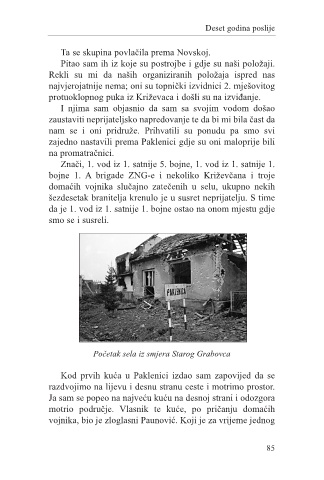 Deset godina poslije
Ta se skupina povlačila prema Novskoj.
Pitao sam ih iz koje su postrojbe i gdje su naši položaji.
Rekli su mi da naših organiziranih položaja ispred nas
najvjerojatnije nema; oni su topnički izvidnici 2. mješovitog
protuoklopnog puka iz Križevaca i došli su na izviđanje.
I njima sam objasnio da sam sa svojim vodom došao
zaustaviti neprijateljsko napredovanje te da bi mi bila čast da
nam se i oni pridruže. Prihvatili su ponudu pa smo svi
zajedno nastavili prema Paklenici gdje su oni maloprije bili
na promatračnici.
Znači, 1. vod iz 1. satnije 5. bojne, 1. vod iz 1. satnije 1.
bojne 1. A brigade ZNG-e i nekoliko Križevčana i troje
domaćih vojnika slučajno zatečenih u selu, ukupno nekih
šezdesetak branitelja krenulo je u susret neprijatelju. S time
da je 1. vod iz 1. satnije 1. bojne ostao na onom mjestu gdje
smo se i susreli.
PAKLENICA
Početak sela iz smjera Starog Grabovca
Kod prvih kuća u Paklenici izdao sam zapovijed da se
razdvojimo na lijevu i desnu stranu ceste i motrimo prostor.
Ja sam se popeo na najveću kuću na desnoj strani i odozgora
motrio područje. Vlasnik te kuće, po pričanju domaćih
vojnika, bio je zloglasni Paunović. Koji je za vrijeme jednog
85